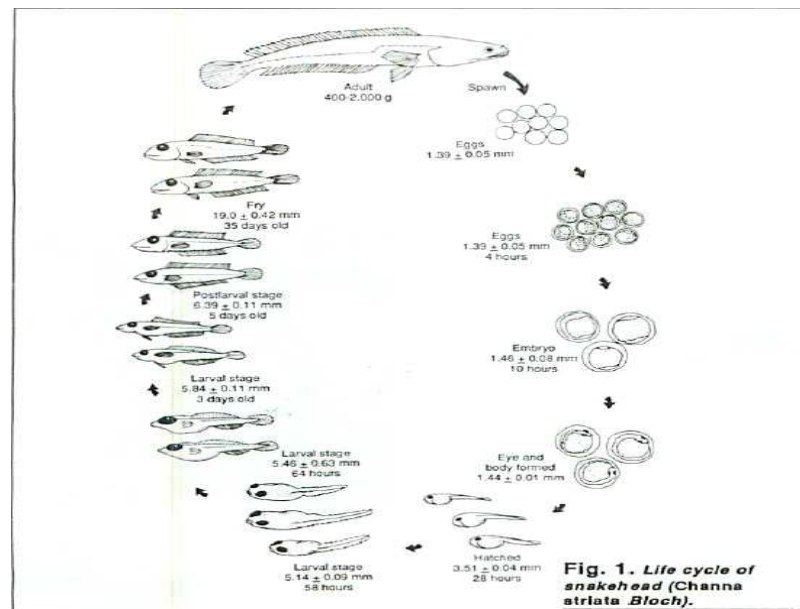 Adult
400-2,000 g
Spawn
Eggs
1.39 ± 0.05 mm
Eggs
1.39 ± 0.05 mm
4 hours
Embryo
1.46 ± 0.08 mm
10 hours
Eye and
body formed
1.44 ± 0.01 mm
Hatched
3.51 ± 0.04 mm
28 hours
Larval stage
5.14 ± 0.09 mm
58 hours
Larval stage
5.46 ± 0.63 mm
64 hours
Larval stage
5.84 ± 0.11 mm
3 days old
Postlarval stage
6.39 ± 0.11 mm
5 days old
Fry
19.0 ± 0.42 mm
35 days old
Fig. 1. Life cycle of
snakehead (Channa
striata Bloch).